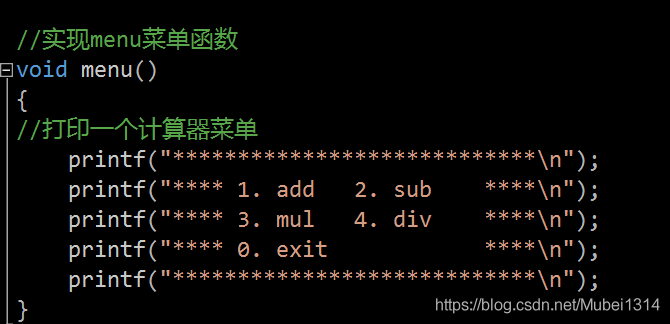 //实现menu菜单函数
void menu()
{
//打印一个计算器菜单
    printf("****************************\n");
    printf("**** 1. add   2. sub    ****\n");
    printf("**** 3. mul   4. div    ****\n");
    printf("**** 0. exit            ****\n");
    printf("****************************\n");
}
https://blog.csdn.net/Mubei1314